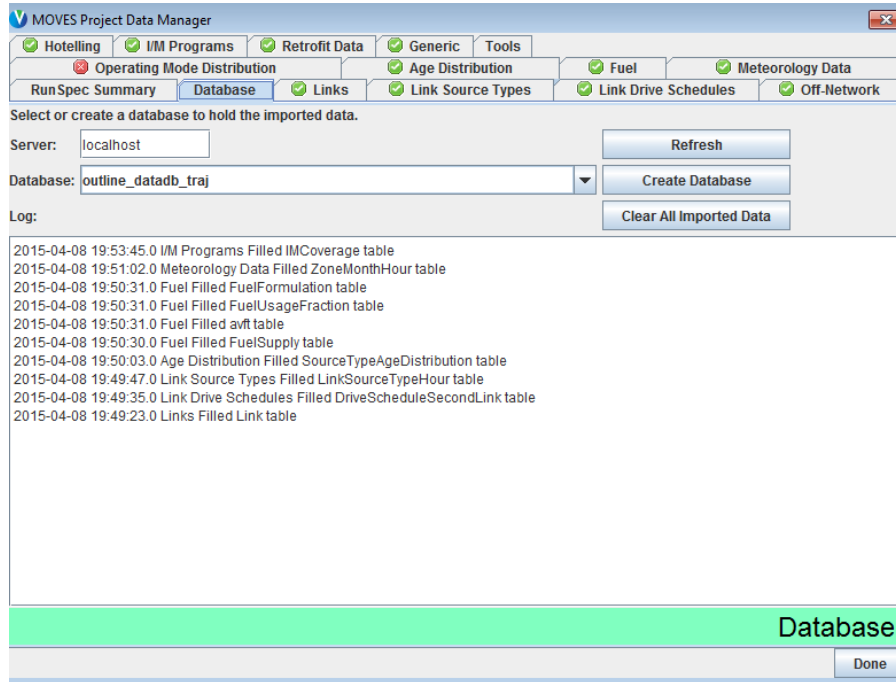 MOVES Project Data Manager
Hotelling I/M Programs Retrofit Data Generic Tools
Operating Mode Distribution Age Distribution Fuel Meteorology Data
RunSpec Summary Database Links Link Source Types Link Drive Schedules Off-Network
Select or create a database to hold the imported data.
Server: localhost Refresh
Database: outline_datadb_traj Create Database
Log: Clear All Imported Data
2015-04-08 19:53:45.0 I/M Programs Filled IMCoverage table
2015-04-08 19:51:02.0 Meteorology Data Filled ZoneMonthHour table
2015-04-08 19:50:31.0 Fuel Filled FuelFormulation table
2015-04-08 19:50:31.0 Fuel Filled FuelUsageFraction table
2015-04-08 19:50:31.0 Fuel Filled avft table
2015-04-08 19:50:30.0 Fuel Filled FuelSupply table
2015-04-08 19:50:03.0 Age Distribution Filled SourceTypeAgeDistribution table
2015-04-08 19:49:47.0 Link Source Types Filled LinkSourceTypeHour table
2015-04-08 19:49:35.0 Link Drive Schedules Filled DriveScheduleSecondLink table
2015-04-08 19:49:23.0 Links Filled Link table
Database
Done